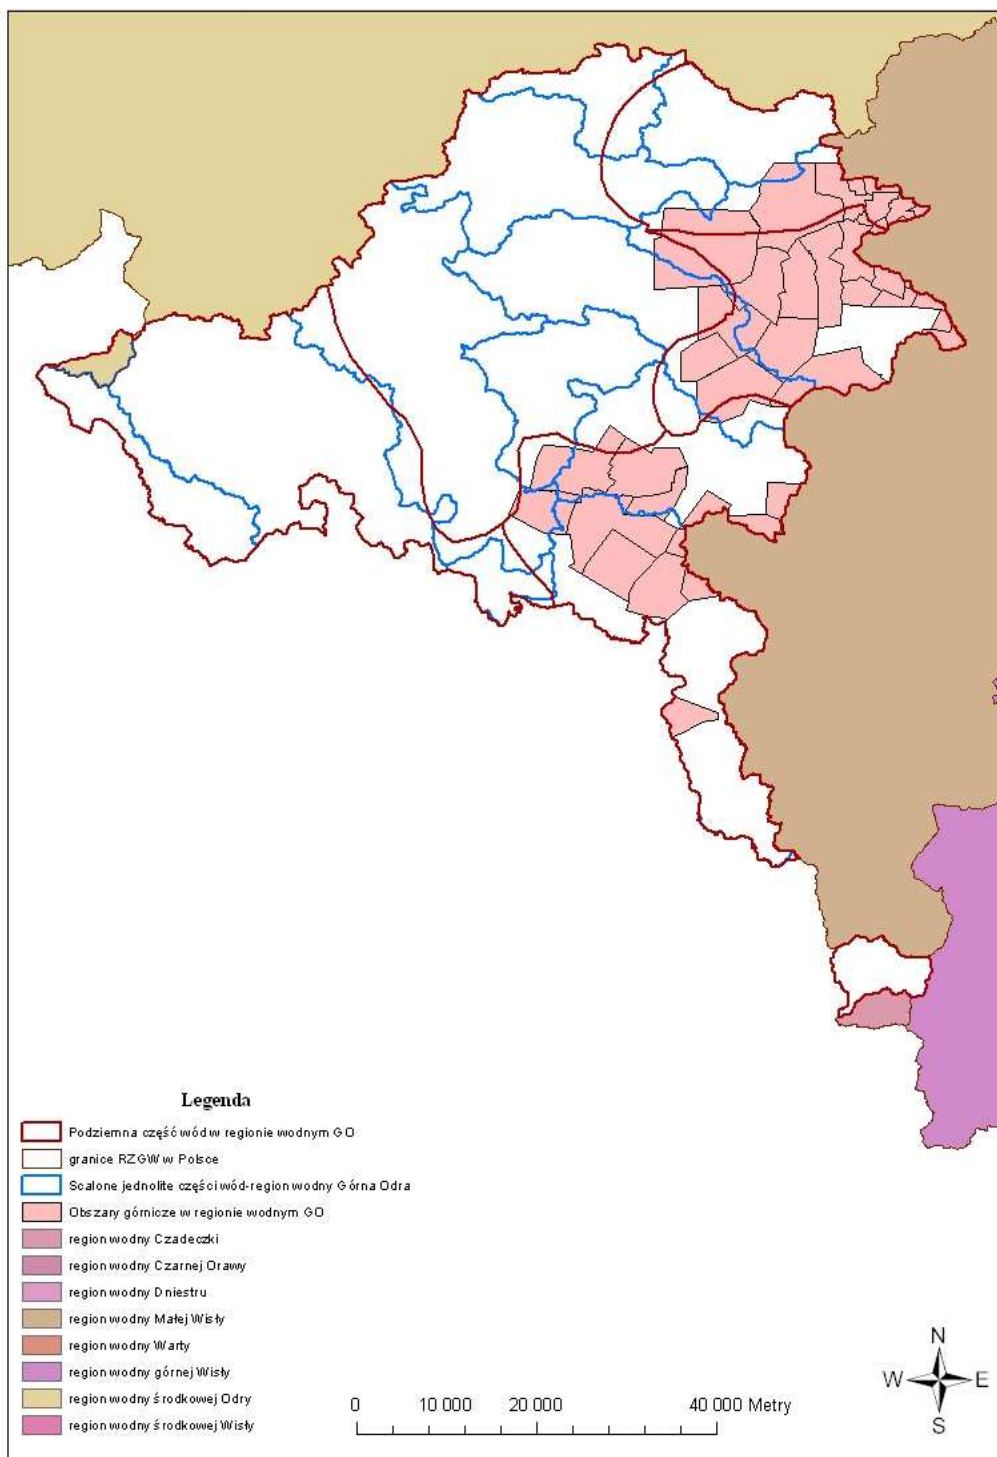 Legenda
Podziemna część wód w regionie wodnym GO
granice RZGW w Polsce
Scalone jednolite części wód-region wodny Górna Odra
Obszary górnicze w regionie wodnym GO
region wodny Czadeczki
region wodny Czarnej Orawy
region wodny Dniestru
region wodny Małej Wisły
region wodny Warty
region wodny górnej Wisły
region wodny środkowej Odry
region wodny środkowej Wisły
0 10 000 20 000 40 000 Metry
N
W E
S